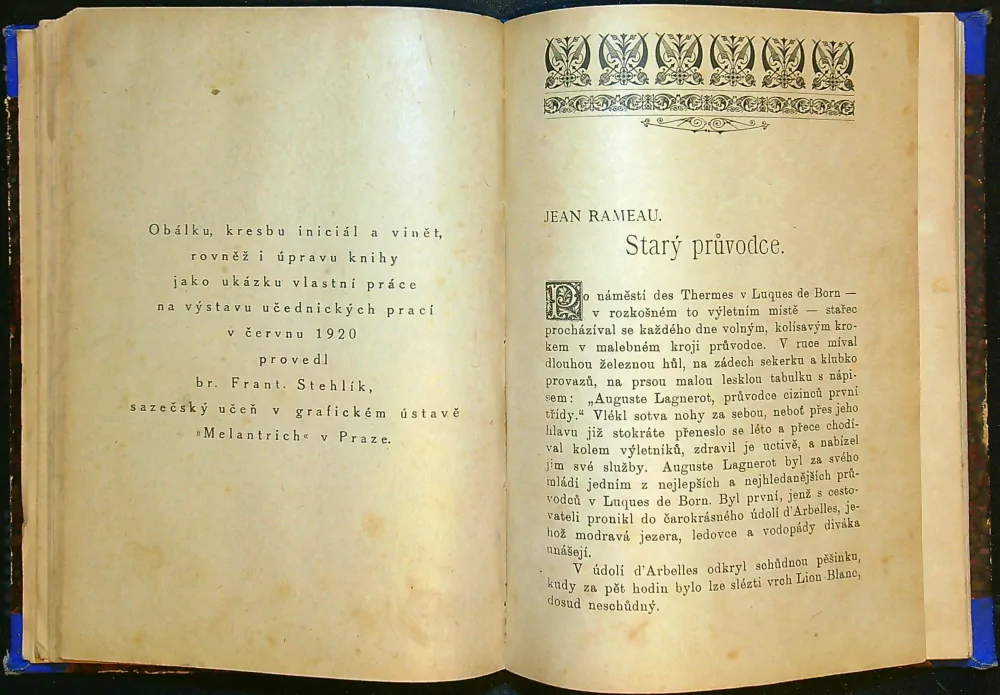 Obálku, kresbu iniciál a vinět,
rovněž i úpravu knihy
jako ukázku vlastní práce
na výstavu učednických prací
v červnu 1920
provedl
br. Frant. Stehlík,
sazečský učeň v grafickém ústavě
»Melantrich« v Praze.
JEAN RAMEAU.
Starý průvodce.
Po náměstí des Thermes v Luques de Born —
v rozkošném to výletním místě — stařec
procházíval se každého dne volným, kolísavým kro-
kem v malebném kroji průvodce. V ruce míval
dlouhou železnou hůl, na zádech sekerku a klubko
provazů, na prsou malou lesklou tabulku s nápi-
sem: „Auguste Lagnerot, průvodce cizinců první
třídy.“ Vlékl sotva nohy za sebou, neboť přes jeho
hlavu již stokráte přeneslo se léto a přece chodí-
val kolem výletníků, zdravil je uctivě, a nabízel
jim své služby. Auguste Lagnerot byl za svého
mládí jedním z nejlepších a nejhledanějších prů-
vodců v Luques de Born. Byl první, jenž s cesto-
vateli pronikl do čarokrásného údolí d'Arbelles, je-
hož modravá jezera, ledovce a vodopády diváka
unášejí.
V údolí d'Arbelles odkryl schůdnou pěšinku,
kudy za pět hodin bylo lze slézti vrch Lion Blanc,
dosud neschůdný.